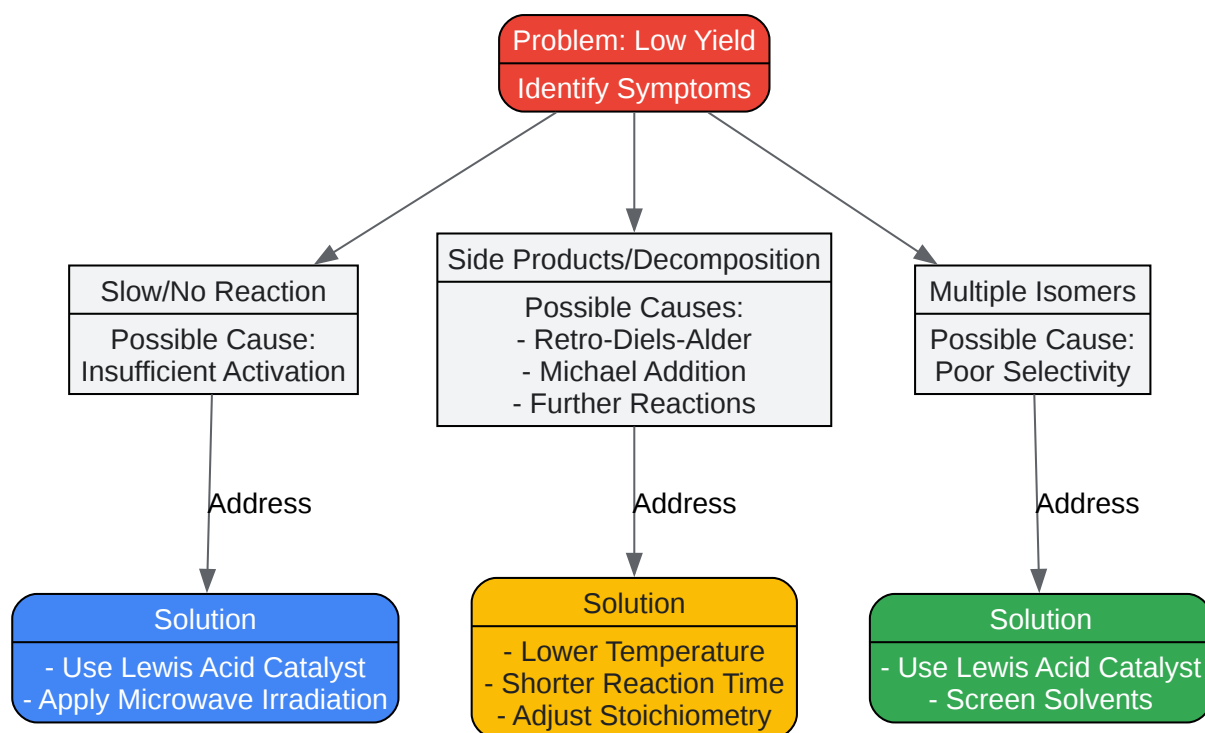 Problem: Low Yield
Identify Symptoms
Slow/No Reaction
Possible Cause:
Insufficient Activation
Side Products/Decomposition
Possible Causes:
- Retro-Diels-Alder
- Michael Addition
- Further Reactions
Multiple Isomers
Possible Cause:
Poor Selectivity
Address
Address
Address
Solution
- Use Lewis Acid Catalyst
- Apply Microwave Irradiation
Solution
- Lower Temperature
- Shorter Reaction Time
- Adjust Stoichiometry
Solution
- Use Lewis Acid Catalyst
- Screen Solvents